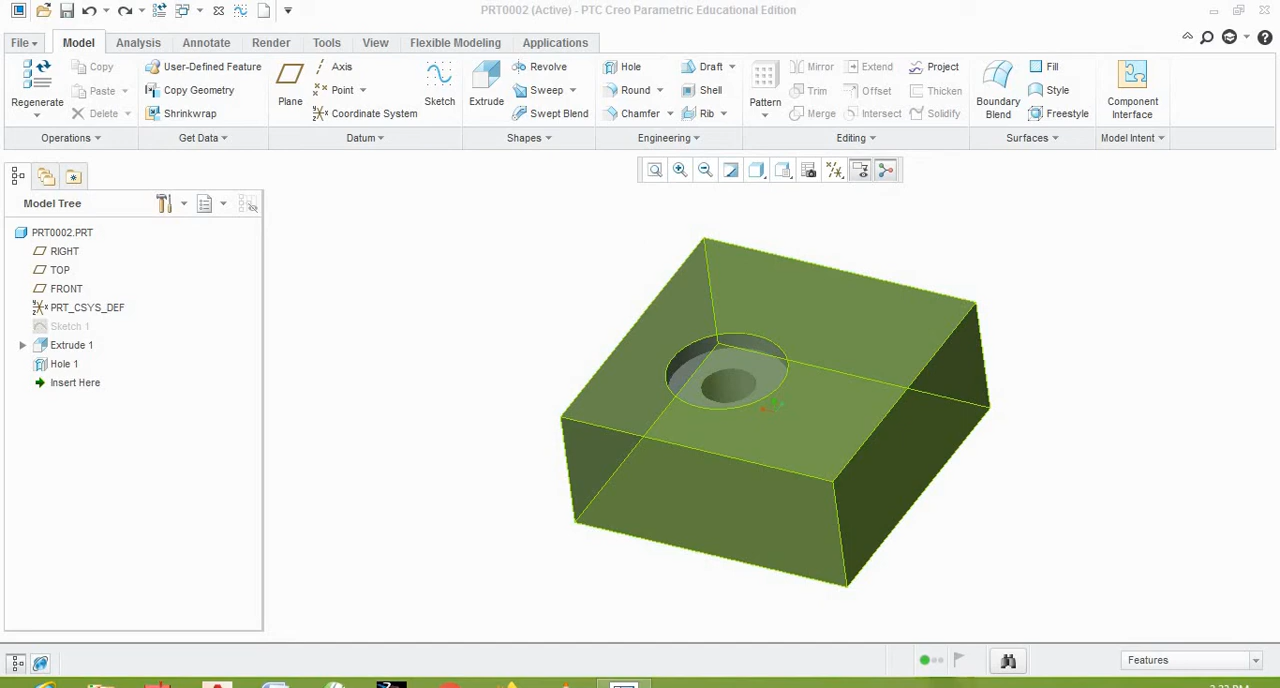 PRT0002 (Active) - PTC Creo Parametric Educational Edition
File Model Analysis Annotate Render Tools View Flexible Modeling Applications
Regenerate
Copy
Paste
Delete
Operations
User-Defined Feature
Copy Geometry
Shrinkwrap
Get Data
Plane
Axis
Point
Coordinate System
Datum
Sketch
Extrude
Revolve
Sweep
Swept Blend
Shapes
Hole
Round
Chamfer
Draft
Shell
Rib
Engineering
Pattern
Mirror
Trim
Merge
Extend
Offset
Intersect
Project
Thicken
Solidify
Editing
Boundary
Blend
Fill
Style
Freestyle
Surfaces
Component
Interface
Model Intent
Model Tree
PRT0002.PRT
RIGHT
TOP
FRONT
PRT_CSYS_DEF
Sketch 1
Extrude 1
Hole 1
Insert Here
Features